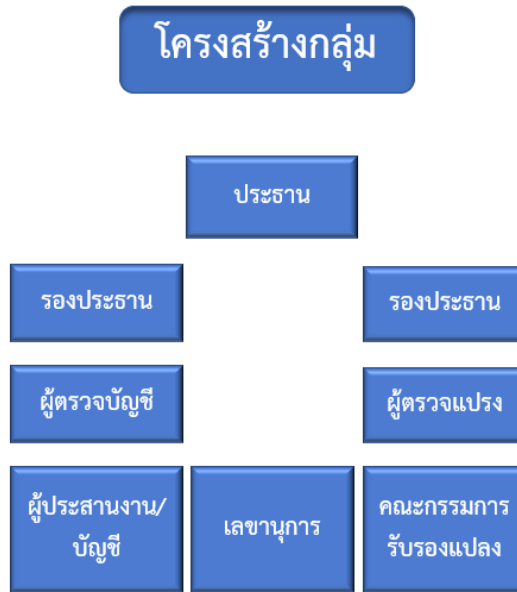 โครงสร้างกลุ่ม
ประธาน
รองประธาน
รองประธาน
ผู้ตรวจบัญชี
ผู้ตรวจแปรง
ผู้ประสานงาน/
บัญชี
เลขานุการ
คณะกรรมการ
รับรองแปลง